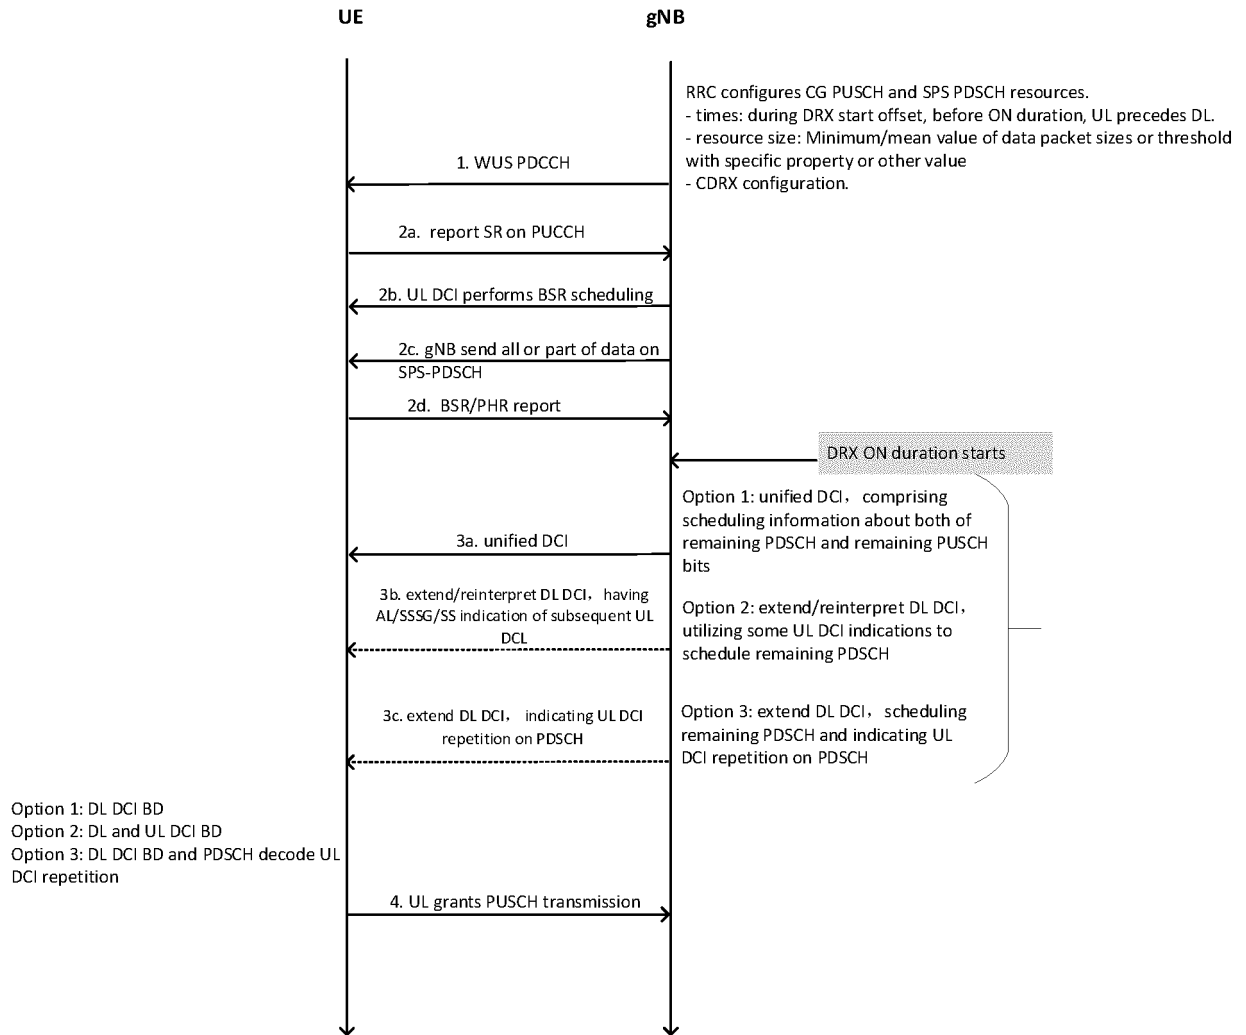 UE
gNB
RRC configures CG PUSCH and SPS PDSCH resources.
- times: during DRX start offset, before ON duration, UL precedes DL.
- resource size: Minimum/mean value of data packet sizes or threshold
with specific property or other value
- CDRX configuration.
1. WUS PDCCH
2a. report SR on PUCCH
2b. UL DCI performs BSR scheduling
2c. gNB send all or part of data on
SPS-PDSCH
2d. BSR/PHR report
DRX ON duration starts
Option 1: unified DCI，comprising
scheduling information about both of
remaining PDSCH and remaining PUSCH
bits
3a. unified DCI
3b. extend/reinterpret DL DCI，having
AL/SSSG/SS indication of subsequent UL
DCL
Option 2: extend/reinterpret DL DCI，
utilizing some UL DCI indications to
schedule remaining PDSCH
3c. extend DL DCI， indicating UL DCI
repetition on PDSCH
Option 3: extend DL DCI， scheduling
remaining PDSCH and indicating UL
DCI repetition on PDSCH
Option 1: DL DCI BD
Option 2: DL and UL DCI BD
Option 3: DL DCI BD and PDSCH decode UL
DCI repetition
4. UL grants PUSCH transmission